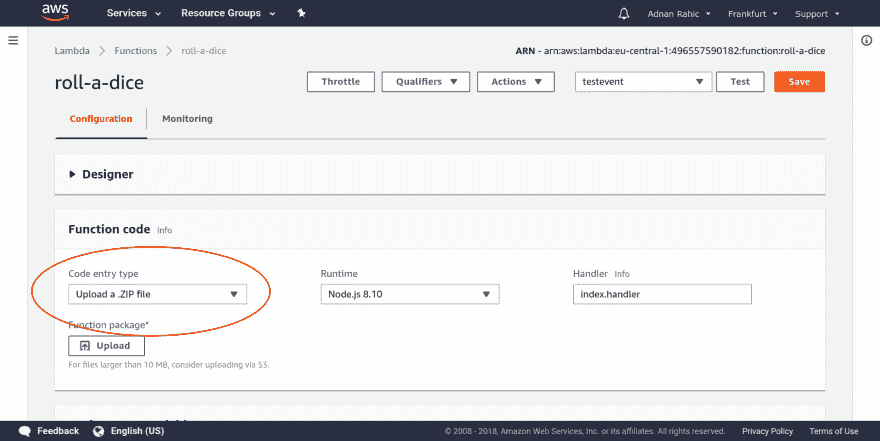 aws Services Resource Groups Adnan Rahic Frankfurt Support
Lambda Functions roll-a-dice ARN - arn:aws:lambda:eu-central-1:496557590182:function:roll-a-dice
roll-a-dice Throttle Qualifiers Actions testevent Test Save
Configuration Monitoring
Designer
Function code Info
Code entry type Runtime Handler Info
Upload a .ZIP file Node.js 8.10 index.handler
Function package*
Upload
For files larger than 10 MB, consider uploading via S3.
Feedback English (US) © 2008 - 2018, Amazon Web Services, Inc. or its affiliates. All rights reserved. Privacy Policy Terms of Use